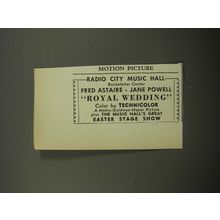 MOTION PICTURE
RADIO CITY MUSIC HALL
Rockefeller Center
FRED ASTAIRE • JANE POWELL
"ROYAL WEDDING"
Color by TECHNICOLOR
A Metro-Goldwyn-Mayer Picture
plus THE MUSIC HALL'S GREAT
EASTER STAGE SHOW